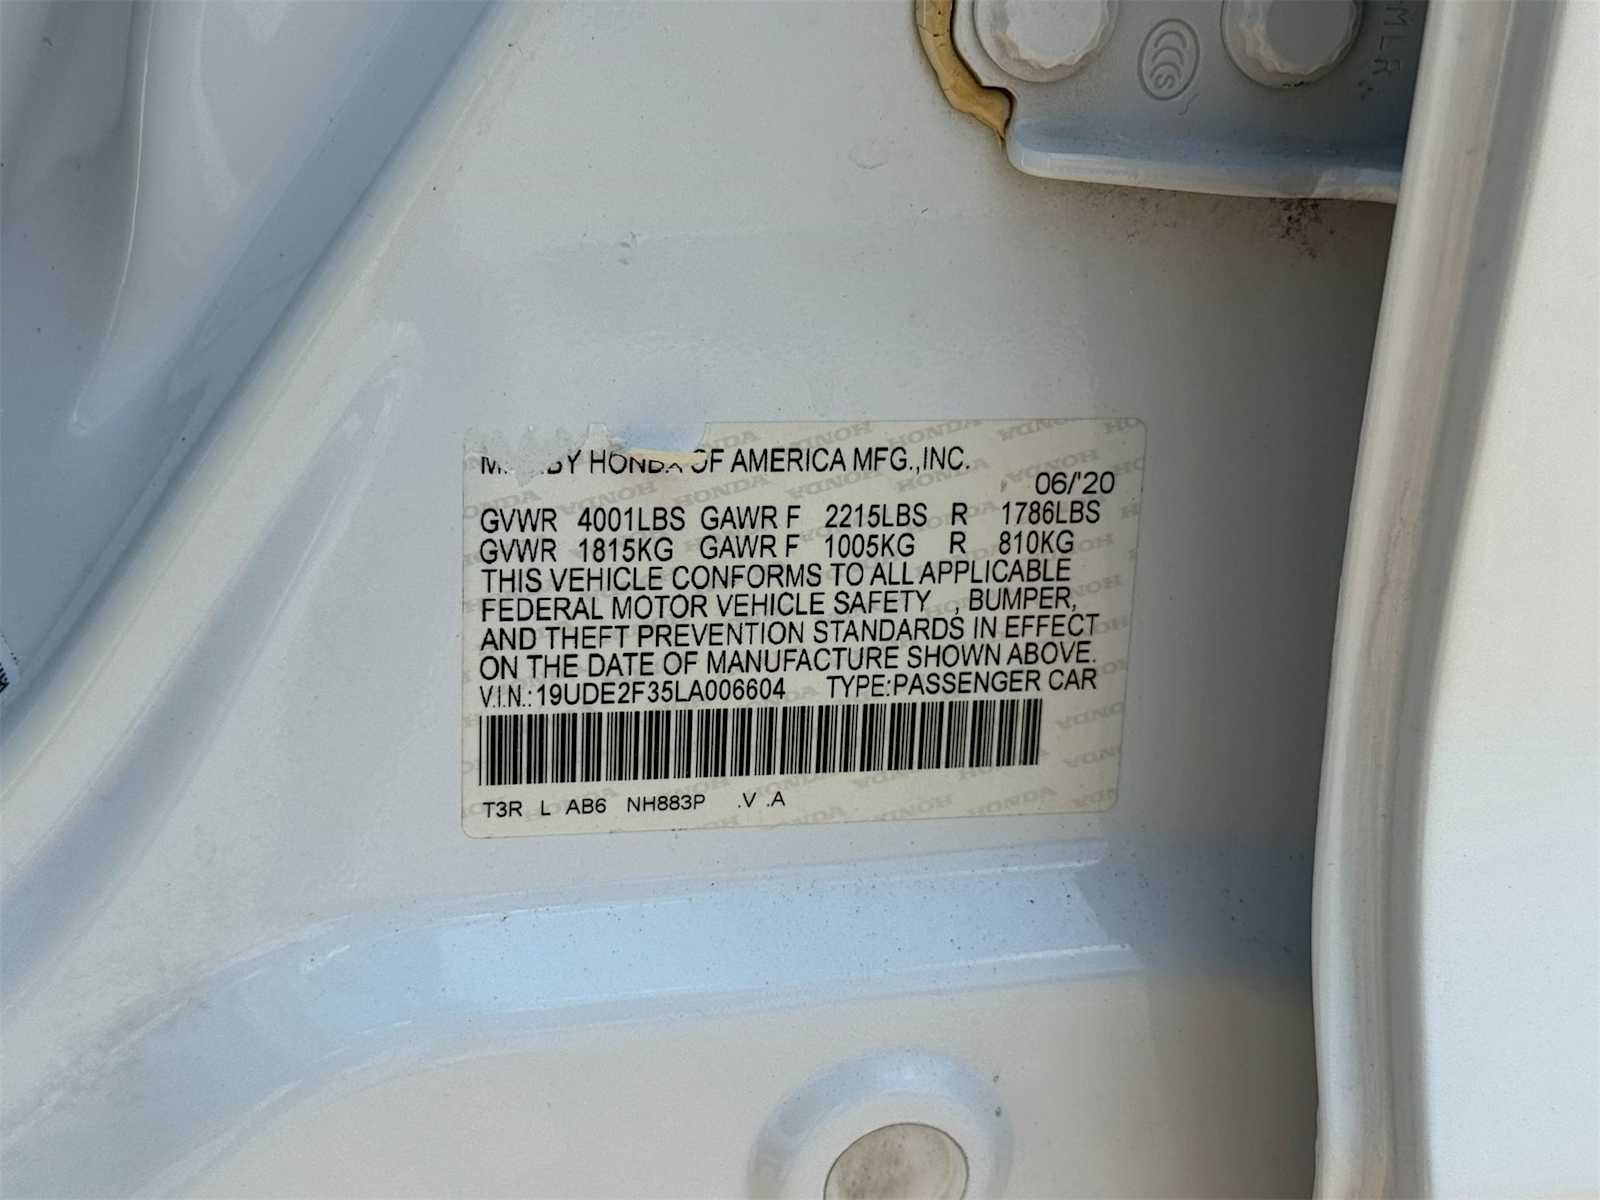 CCS
MLR
BY HONDA OF AMERICA MFG.,INC.
06/'20
GVWR 4001LBS GAWR F 2215LBS R 1786LBS
GVWR 1815KG GAWR F 1005KG R 810KG
THIS VEHICLE CONFORMS TO ALL APPLICABLE
FEDERAL MOTOR VEHICLE SAFETY , BUMPER,
AND THEFT PREVENTION STANDARDS IN EFFECT
ON THE DATE OF MANUFACTURE SHOWN ABOVE.
V.I.N.: 19UDE2F35LA006604 TYPE:PASSENGER CAR
T3R L AB6 NH883P .V .A